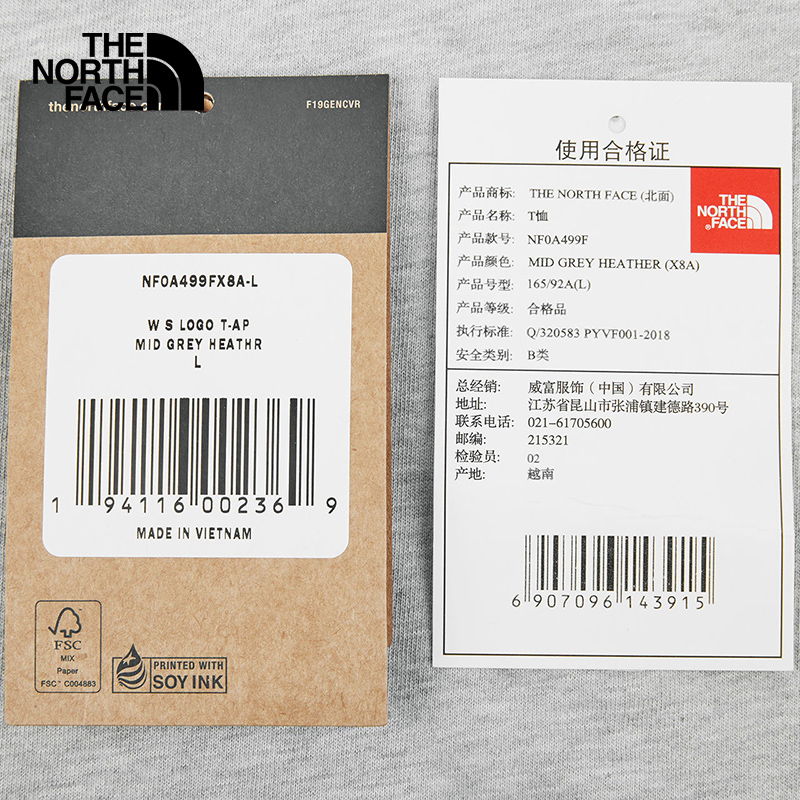 THE
NORTH
FACE
thenorthface.com
F19GENCVR
NF0A499FX8A-L
W S LOGO T-AP
MID GREY HEATHR
L
1 94116 00236 9
MADE IN VIETNAM
FSC
MIX
Paper
FSC™ C004883
PRINTED WITH
SOY INK
使用合格证
产品商标: THE NORTH FACE (北面)
产品名称: T恤
产品款号: NF0A499F
产品颜色: MID GREY HEATHER (X8A)
产品号型: 165/92A(L)
产品等级: 合格品
执行标准: Q/320583 PYVF001-2018
安全类别: B类
THE
NORTH
FACE
®
总经销: 威富服饰（中国）有限公司
地址: 江苏省昆山市张浦镇建德路390号
联系电话: 021-61705600
邮编: 215321
检验员: 02
产地: 越南
6 907096 143915